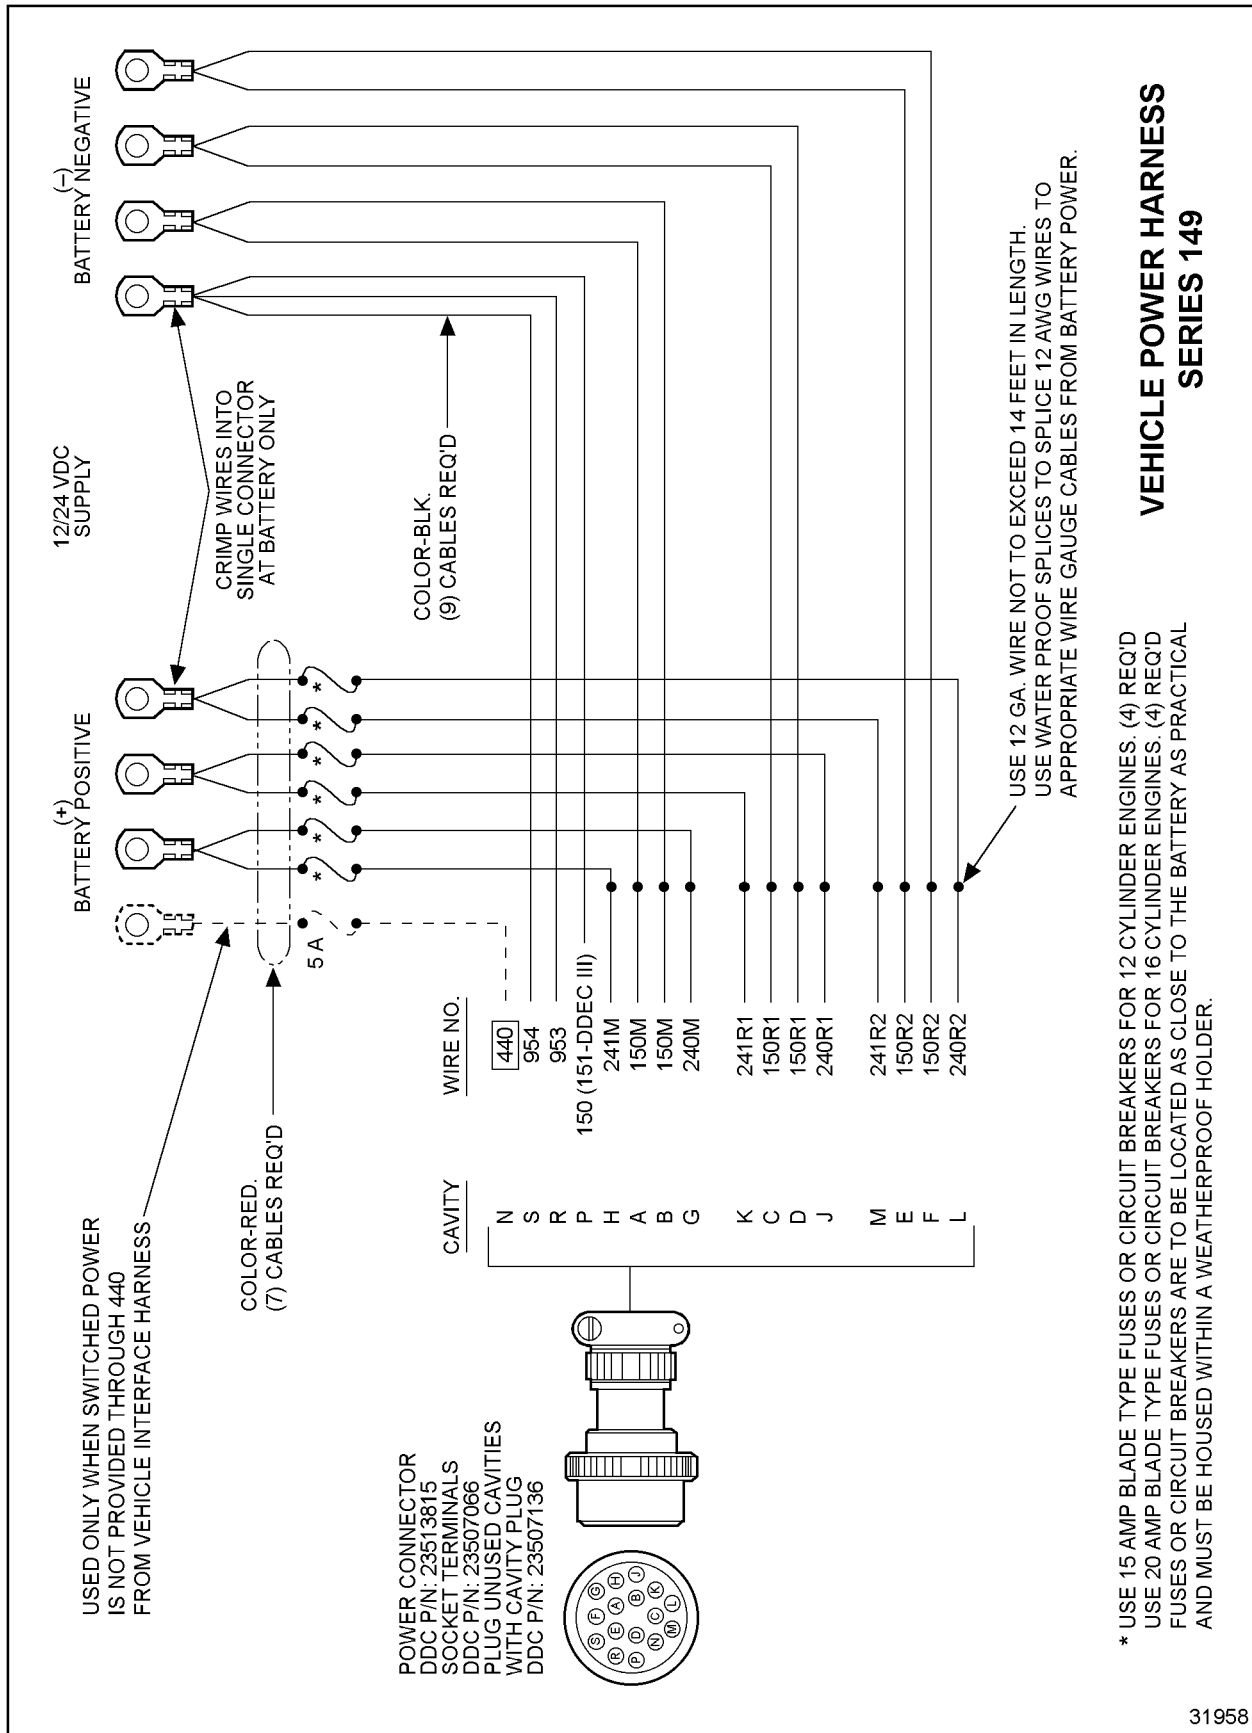 USED ONLY WHEN SWITCHED POWER
IS NOT PROVIDED THROUGH 440
FROM VEHICLE INTERFACE HARNESS
(+)
BATTERY POSITIVE
12/24 VDC
SUPPLY
(–)
BATTERY NEGATIVE
COLOR-RED.
(7) CABLES REQ'D
CRIMP WIRES INTO
SINGLE CONNECTOR
AT BATTERY ONLY
5 A
*
*
*
*
*
*
COLOR-BLK.
(9) CABLES REQ'D
POWER CONNECTOR
DDC P/N: 23513815
SOCKET TERMINALS
DDC P/N: 23507066
PLUG UNUSED CAVITIES
WITH CAVITY PLUG
DDC P/N: 23507136
CAVITY
WIRE NO.
N 440
S 954
R 953
P 150 (151-DDEC III)
H 241M
A 150M
B 150M
G 240M
K 241R1
C 150R1
D 150R1
J 240R1
M 241R2
E 150R2
F 150R2
L 240R2
S F G
R E A H
P D B J
N C K
M L
USE 12 GA. WIRE NOT TO EXCEED 14 FEET IN LENGTH.
USE WATER PROOF SPLICES TO SPLICE 12 AWG WIRES TO
APPROPRIATE WIRE GAUGE CABLES FROM BATTERY POWER.
* USE 15 AMP BLADE TYPE FUSES OR CIRCUIT BREAKERS FOR 12 CYLINDER ENGINES. (4) REQ'D
USE 20 AMP BLADE TYPE FUSES OR CIRCUIT BREAKERS FOR 16 CYLINDER ENGINES. (4) REQ'D
FUSES OR CIRCUIT BREAKERS ARE TO BE LOCATED AS CLOSE TO THE BATTERY AS PRACTICAL
AND MUST BE HOUSED WITHIN A WEATHERPROOF HOLDER.
VEHICLE POWER HARNESS
SERIES 149
31958